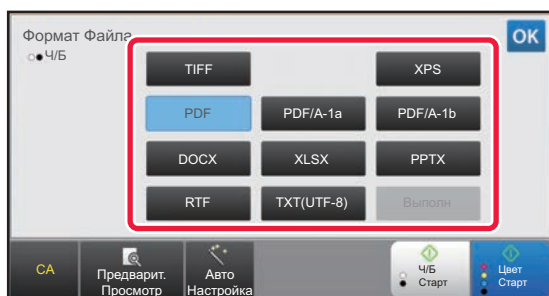 Формат Файла
OK
Ч/Б
TIFF
XPS
PDF
PDF/A-1a
PDF/A-1b
DOCX
XLSX
PPTX
RTF
TXT(UTF-8)
Выполн
CA
Предварит.
Просмотр
Авто
Настройка
Ч/Б
Старт
Цвет
Старт